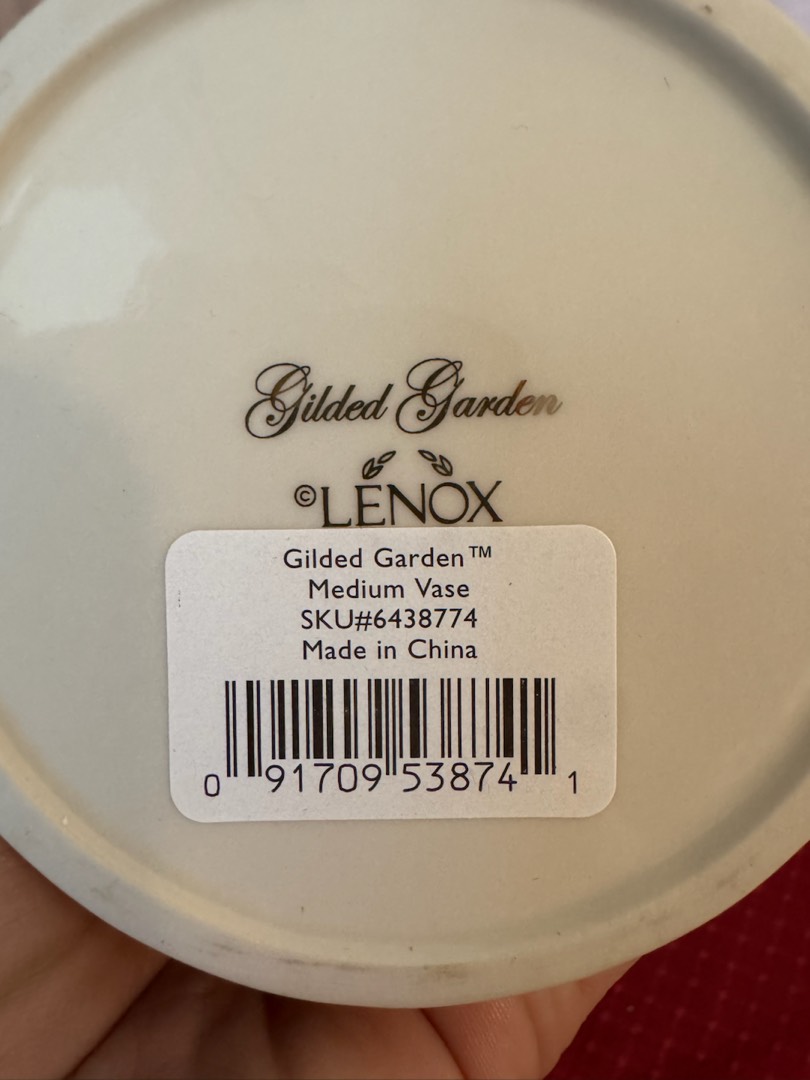 Gilded Garden
©LENOX
Gilded Garden™
Medium Vase
SKU#6438774
Made in China
0 91709 53874 1